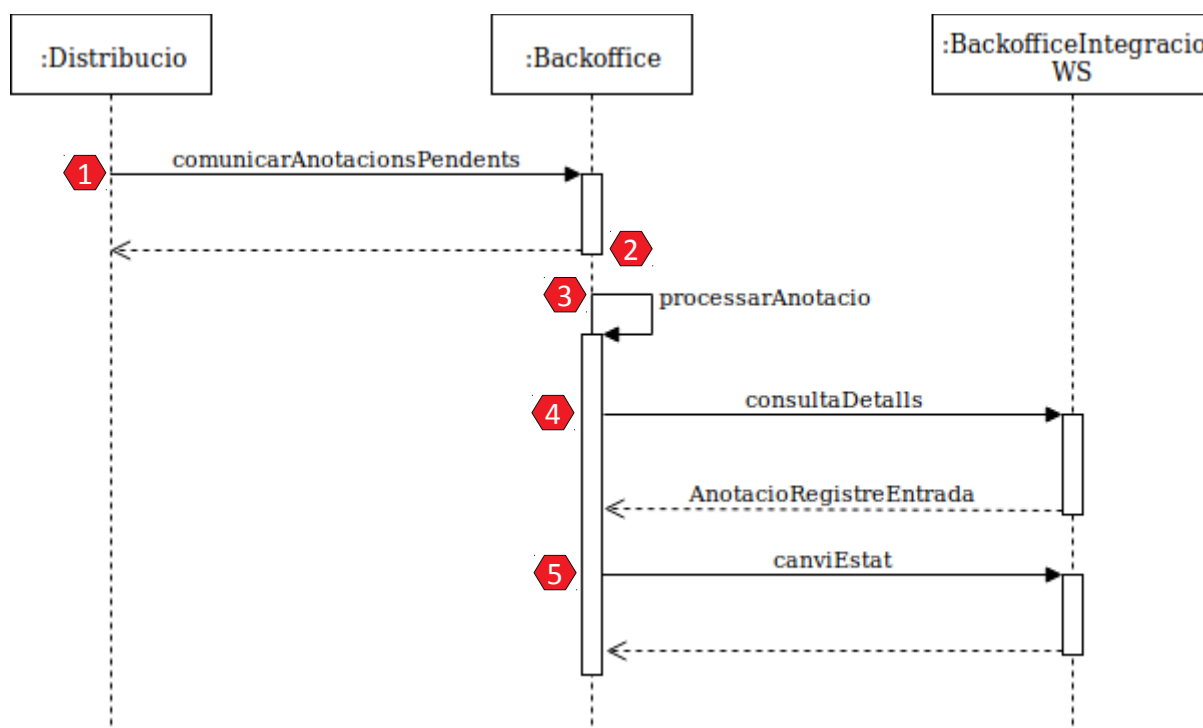 :Distribucio
:Backoffice
:BackofficeIntegracio
WS
comunicarAnotacionsPendents
1
2
3
processarAnotacio
4
consultaDetalls
AnotacioRegistreEntrada
5
canviEstat